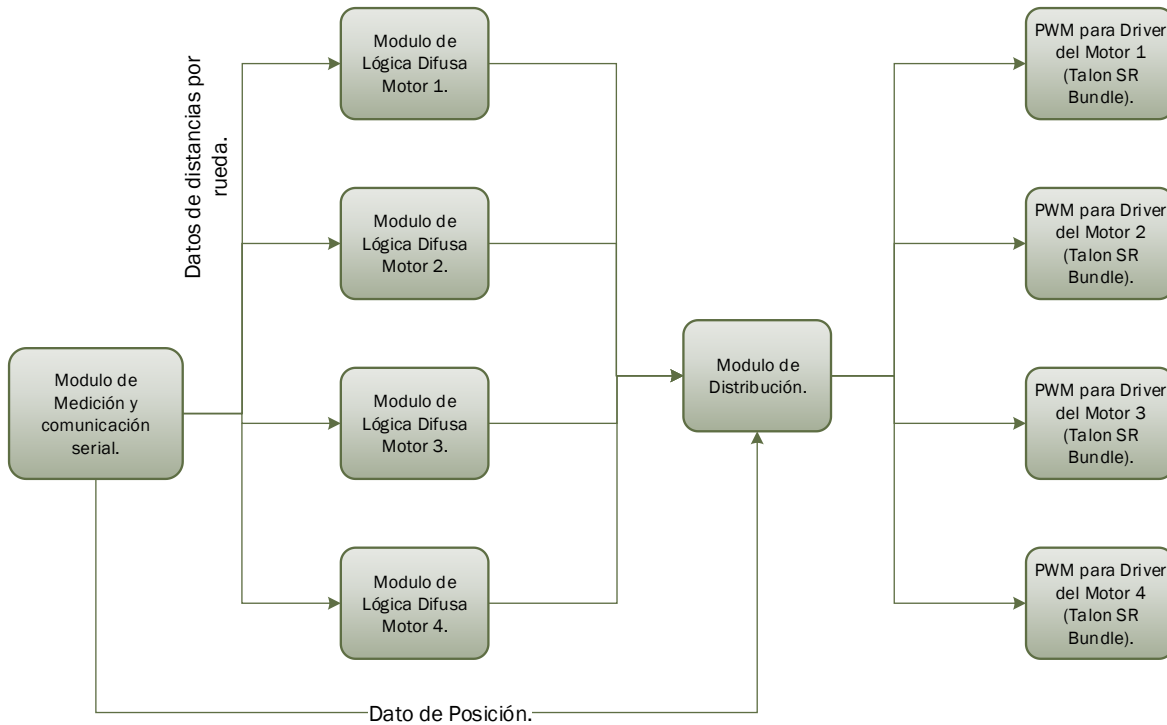 Modulo de
Medición y
comunicación
serial.
Datos de distancias por
rueda.
Modulo de
Lógica Difusa
Motor 1.
Modulo de
Lógica Difusa
Motor 2.
Modulo de
Lógica Difusa
Motor 3.
Modulo de
Lógica Difusa
Motor 4.
Modulo de
Distribución.
Dato de Posición.
PWM para Driver
del Motor 1
(Talon SR
Bundle).
PWM para Driver
del Motor 2
(Talon SR
Bundle).
PWM para Driver
del Motor 3
(Talon SR
Bundle).
PWM para Driver
del Motor 4
(Talon SR
Bundle).